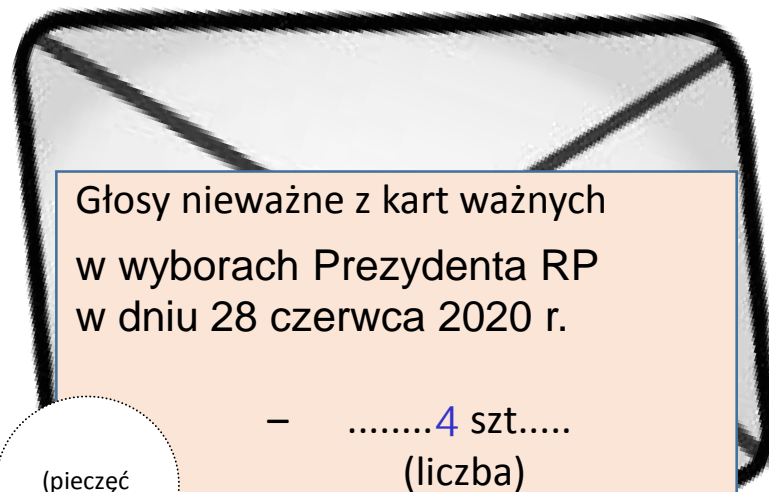 Głosy nieważne z kart ważnych
w wyborach Prezydenta RP
w dniu 28 czerwca 2020 r.
– ........4 szt.....
(liczba)
(pieczęć